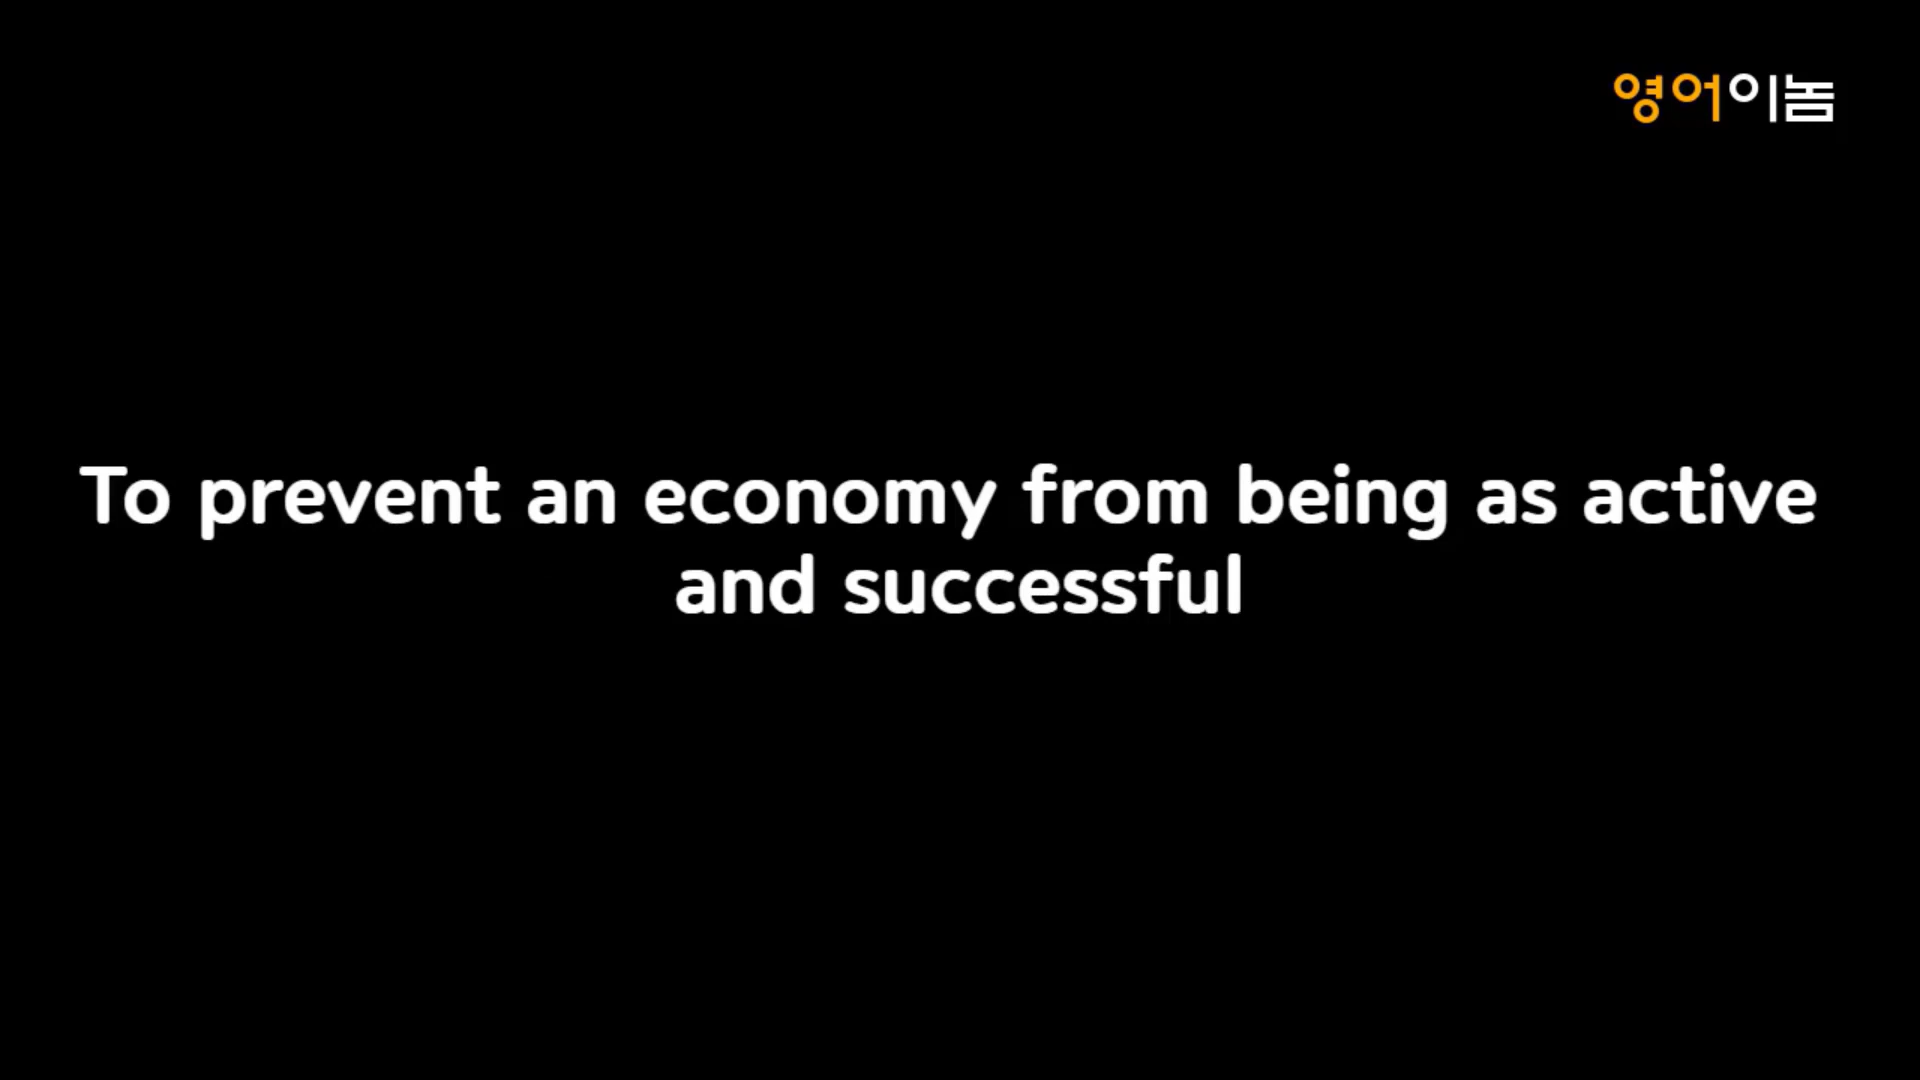 영어이놈
To prevent an economy from being as active
and successful